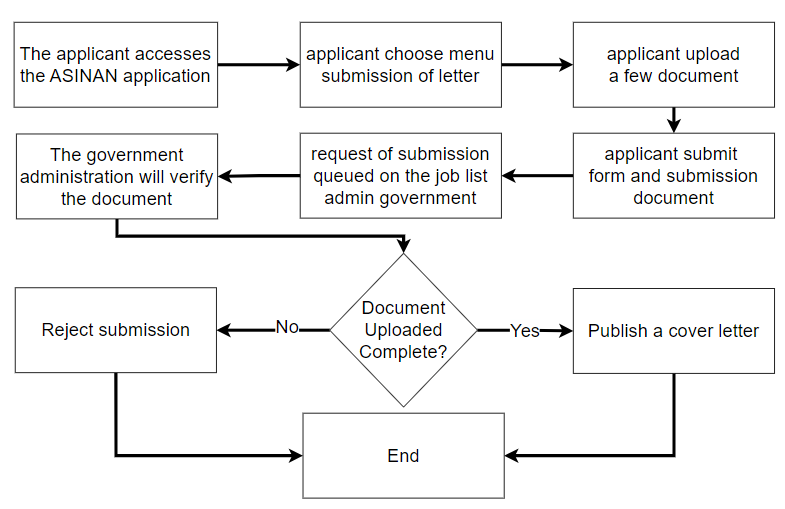 The applicant accesses
the ASINAN application
applicant choose menu
submission of letter
applicant upload
a few document
applicant submit
form and submission
document
request of submission
queued on the job list
admin government
The government
administration will verify
the document
Document
Uploaded
Complete?
No
Reject submission
Yes
Publish a cover letter
End